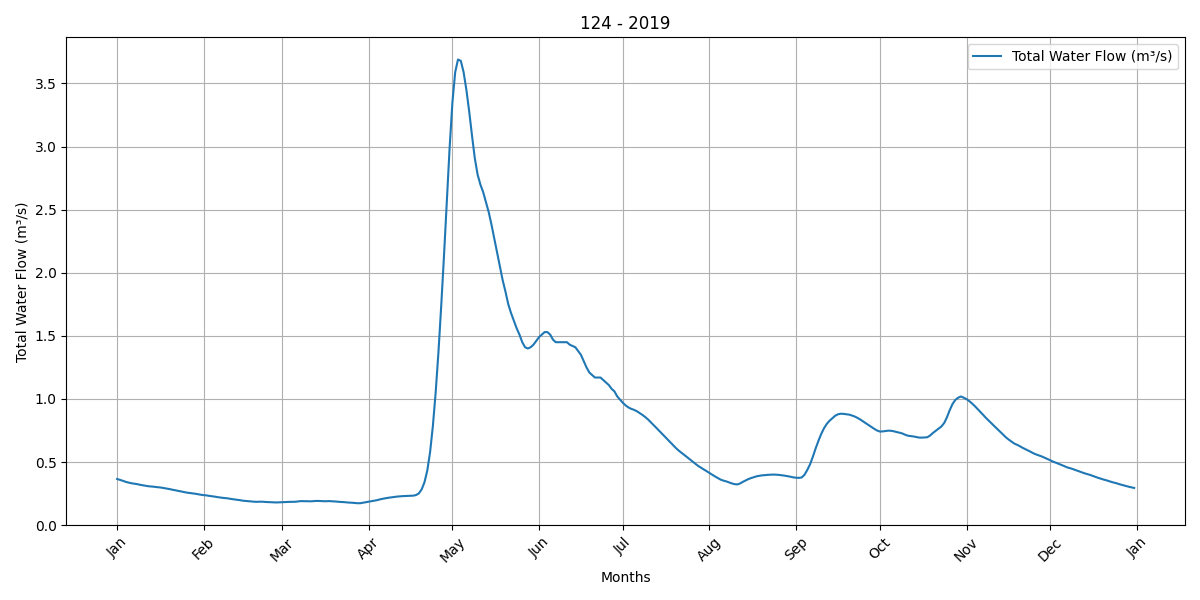 124 - 2019
Total Water Flow (m³/s)
Total Water Flow (m³/s)
3.5
3.0
2.5
2.0
1.5
1.0
0.5
0.0
Jan Feb Mar Apr May Jun Jul Aug Sep Oct Nov Dec Jan
Months